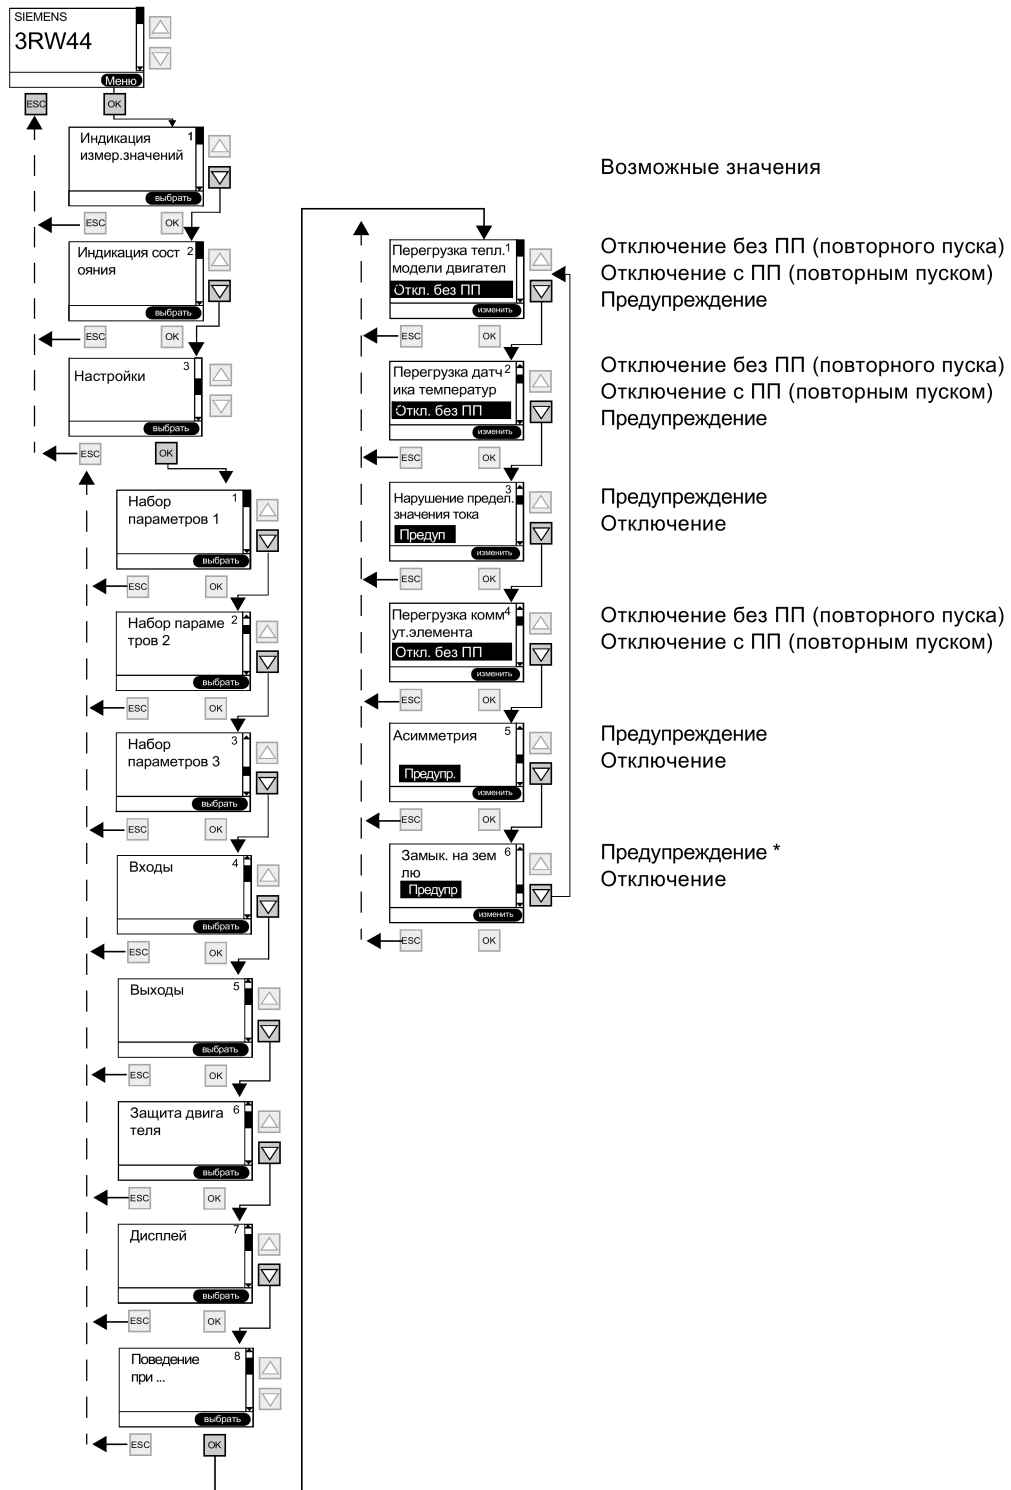 SIEMENS
3RW44
Меню
ESC
OK
Индикация
измер.значений
1
выбрать
ESC
OK
Индикация сост
ояния
2
выбрать
ESC
OK
Настройки
3
выбрать
ESC
OK
Набор
параметров 1
1
выбрать
ESC
OK
Набор параме
тров 2
2
выбрать
ESC
OK
Набор
параметров 3
3
выбрать
ESC
OK
Входы
4
выбрать
ESC
OK
Выходы
5
выбрать
ESC
OK
Защита двига
теля
6
выбрать
ESC
OK
Дисплей
7
выбрать
ESC
OK
Поведение
при ...
8
выбрать
ESC
OK
Возможные значения
Перегрузка тепл.
модели двигател
1
Откл. без ПП
изменить
ESC
OK
Отключение без ПП (повторного пуска)
Отключение с ПП (повторным пуском)
Предупреждение
Перегрузка датч
ика температур
2
Откл. без ПП
изменить
ESC
OK
Отключение без ПП (повторного пуска)
Отключение с ПП (повторным пуском)
Предупреждение
3
Нарушение предел.
значения тока
Предуп
изменить
ESC
OK
Предупреждение
Отключение
Перегрузка комм
ут.элемента
4
Откл. без ПП
изменить
ESC
OK
Отключение без ПП (повторного пуска)
Отключение с ПП (повторным пуском)
Асимметрия
5
Предупр.
изменить
ESC
OK
Предупреждение
Отключение
Замык. на зем
лю
6
Предупр
изменить
ESC
OK
Предупреждение *
Отключение